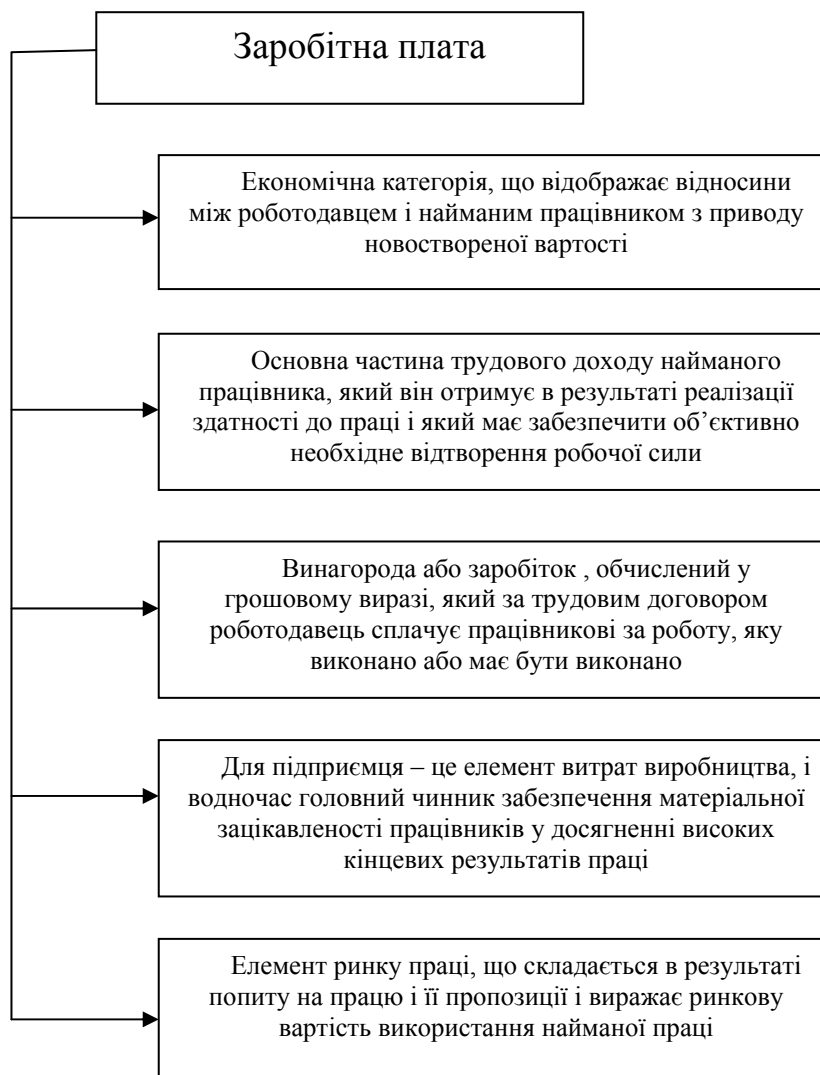 Заробітна плата
Економічна категорія, що відображає відносини
між роботодавцем і найманим працівником з приводу
новоствореної вартості
Основна частина трудового доходу найманого
працівника, який він отримує в результаті реалізації
здатності до праці і який має забезпечити об’єктивно
необхідне відтворення робочої сили
Винагорода або заробіток , обчислений у
грошовому виразі, який за трудовим договором
роботодавець сплачує працівникові за роботу, яку
виконано або має бути виконано
Для підприємця – це елемент витрат виробництва, і
водночас головний чинник забезпечення матеріальної
зацікавленості працівників у досягненні високих
кінцевих результатів праці
Елемент ринку праці, що складається в результаті
попиту на працю і її пропозиції і виражає ринкову
вартість використання найманої праці